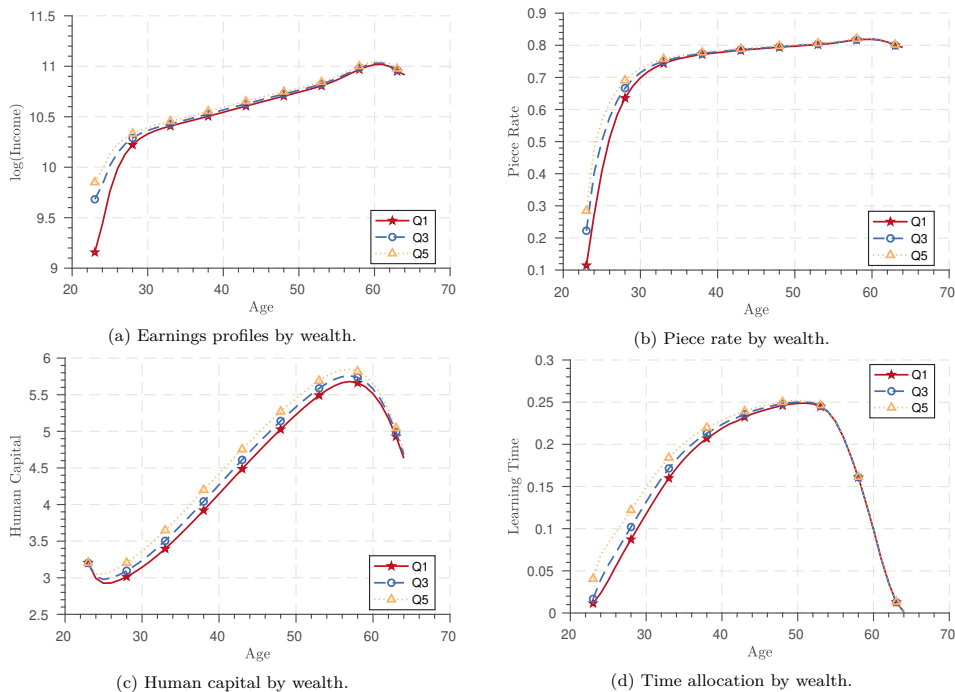 11.5
11
10.5
10
9.5
9
log(Income)
20 30 40 50 60 70
Age
Q1
Q3
Q5
(a) Earnings profiles by wealth.
0.9
0.8
0.7
0.6
0.5
0.4
0.3
0.2
0.1
Piece Rate
20 30 40 50 60 70
Age
Q1
Q3
Q5
(b) Piece rate by wealth.
6
5.5
5
4.5
4
3.5
3
2.5
Human Capital
20 30 40 50 60 70
Age
Q1
Q3
Q5
(c) Human capital by wealth.
0.3
0.25
0.2
0.15
0.1
0.05
0
Learning Time
20 30 40 50 60 70
Age
Q1
Q3
Q5
(d) Time allocation by wealth.